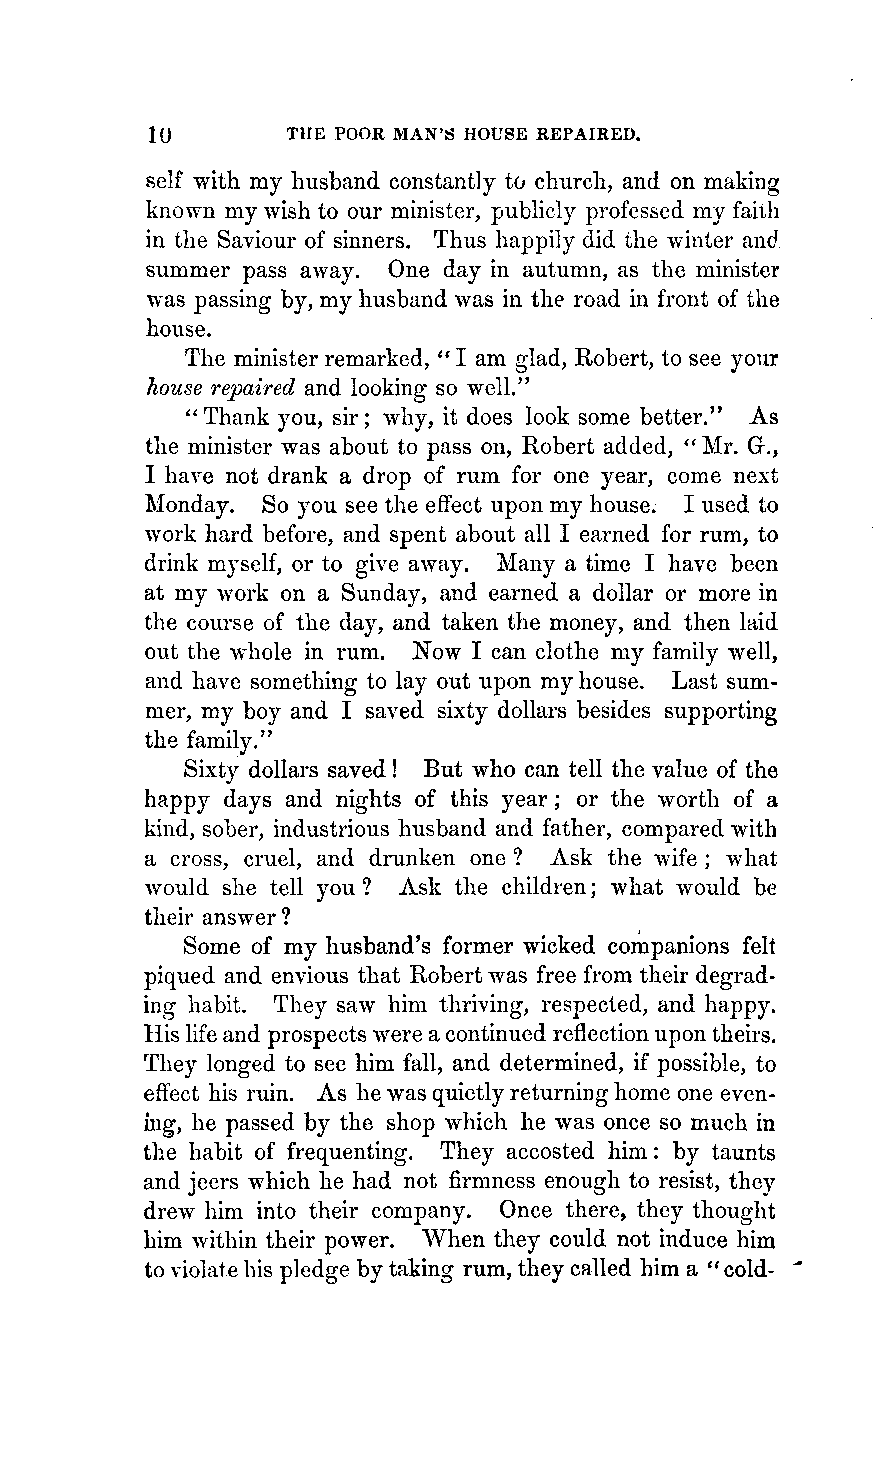 10 THE POOR MAN'S HOUSE REPAIRED.
self with my husband constantly to church, and on making
known my wish to our minister, publicly professed my faith
in the Saviour of sinners. Thus happily did the winter and
summer pass away. One day in autumn, as the minister
was passing by, my husband was in the road in front of the
house.
The minister remarked, "I am glad, Robert, to see your
house repaired and looking so well."
"Thank you, sir; why, it does look some better." As
the minister was about to pass on, Robert added, "Mr. G.,
I have not drank a drop of rum for one year, come next
Monday. So you see the effect upon my house. I used to
work hard before, and spent about all I earned for rum, to
drink myself, or to give away. Many a time I have been
at my work on a Sunday, and earned a dollar or more in
the course of the day, and taken the money, and then laid
out the whole in rum. Now I can clothe my family well,
and have something to lay out upon my house. Last sum-
mer, my boy and I saved sixty dollars besides supporting
the family."
Sixty dollars saved! But who can tell the value of the
happy days and nights of this year; or the worth of a
kind, sober, industrious husband and father, compared with
a cross, cruel, and drunken one? Ask the wife; what
would she tell you? Ask the children; what would be
their answer?
Some of my husband's former wicked companions felt
piqued and envious that Robert was free from their degrad-
ing habit. They saw him thriving, respected, and happy.
His life and prospects were a continued reflection upon theirs.
They longed to see him fall, and determined, if possible, to
effect his ruin. As he was quietly returning home one even-
ing, he passed by the shop which he was once so much in
the habit of frequenting. They accosted him: by taunts
and jeers which he had not firmness enough to resist, they
drew him into their company. Once there, they thought
him within their power. When they could not induce him
to violate his pledge by taking rum, they called him a "cold-